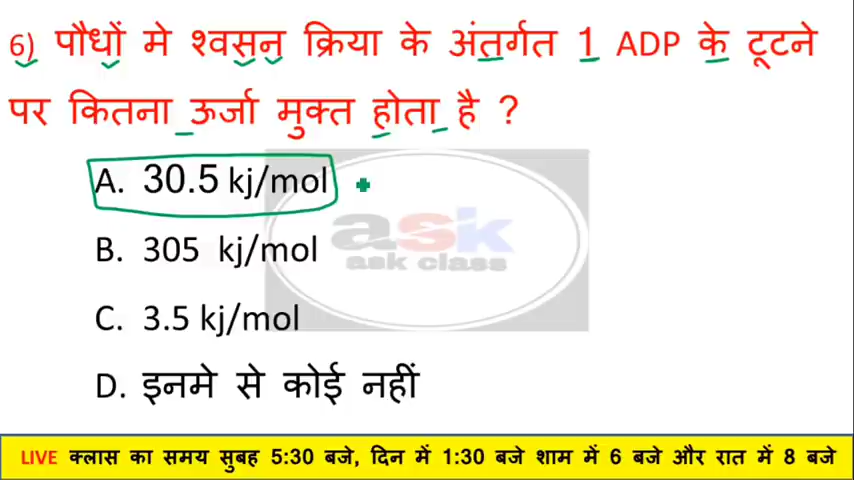 6) पौधों मे श्वसन क्रिया के अंतर्गत 1 ADP के टूटने
पर कितना ऊर्जा मुक्त होता है ?
A. 30.5 kj/mol
B. 305 kj/mol
C. 3.5 kj/mol
D. इनमे से कोई नहीं
ask
ask class
LIVE क्लास का समय सुबह 5:30 बजे, दिन में 1:30 बजे शाम में 6 बजे और रात में 8 बजे